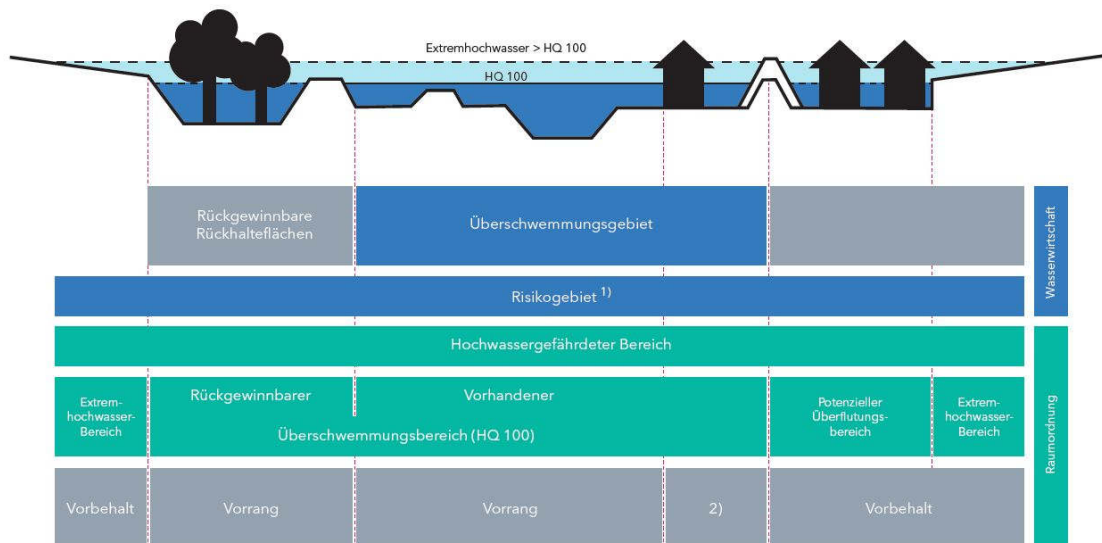 Extremhochwasser > HQ 100
HQ 100
Rückgewinnbare
Rückhalteflächen
Überschwemmungsgebiet
Wasserwirtschaft
Risikogebiet 1)
Hochwassergefährdeter Bereich
Extrem-
hochwasser-
Bereich
Rückgewinnbarer
Vorhandener
Überschwemmungsbereich (HQ 100)
Potenzieller
Überflutungs-
bereich
Extrem-
hochwasser-
Bereich
Raumordnung
Vorbehalt
Vorrang
Vorrang
2)
Vorbehalt